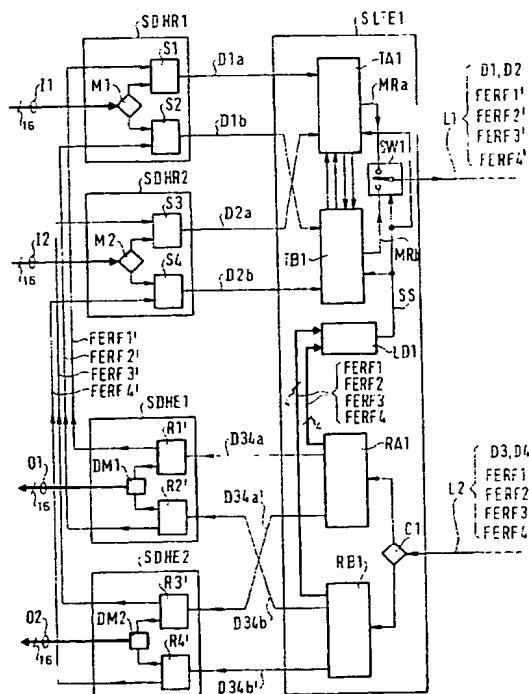 SDHR1
SLTE1
S1
D1a
TA1
I1
M1
MRa
16
S2
D1b
D1, D2
FERF1'
FERF2'
FERF3'
FERF4'
L1
SW1
SDHR2
S3
D2a
I2
M2
TB1
MRb
16
S4
D2b
SS
FERF1'
FERF2'
FERF3'
FERF4'
LD1
4
4
FERF1
FERF2
FERF3
FERF4
SDHE1
R1'
D34a
RA1
O1
DM1
16
R2'
D34a'
D3, D4
FERF1
FERF2
FERF3
FERF4
L2
C1
SDHE2
R3'
RB1
O2
DM2
D34b
16
R4'
D34b'